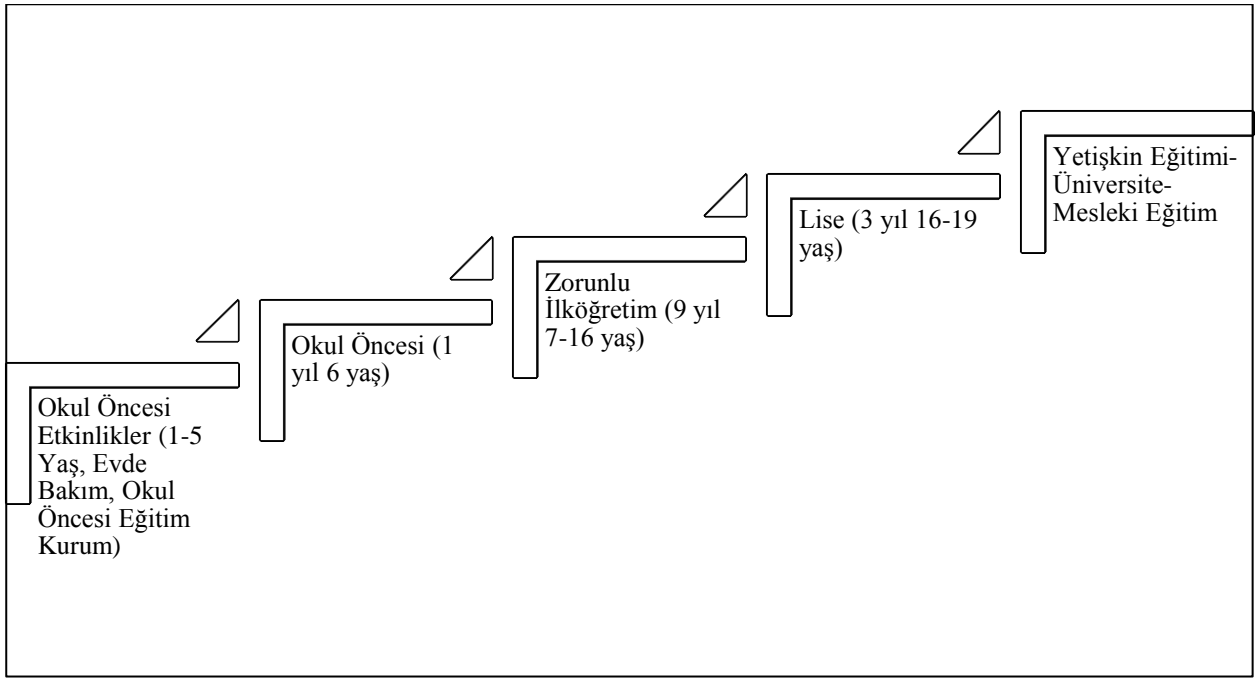 Yetişkin Eğitimi-
Üniversite-
Mesleki Eğitim
Lise (3 yıl 16-19
yaş)
Zorunlu
İlköğretim (9 yıl
7-16 yaş)
Okul Öncesi (1
yıl 6 yaş)
Okul Öncesi
Etkinlikler (1-5
Yaş, Evde
Bakım, Okul
Öncesi Eğitim
Kurum)